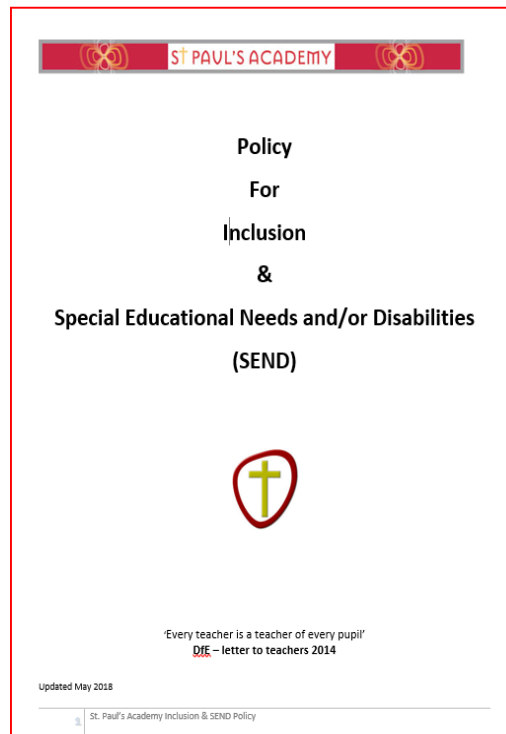 ST PAUL'S ACADEMY
Policy
For
Inclusion
&
Special Educational Needs and/or Disabilities
(SEND)
'Every teacher is a teacher of every pupil'
DfE – letter to teachers 2014
Updated May 2018
1 St. Paul's Academy Inclusion & SEND Policy